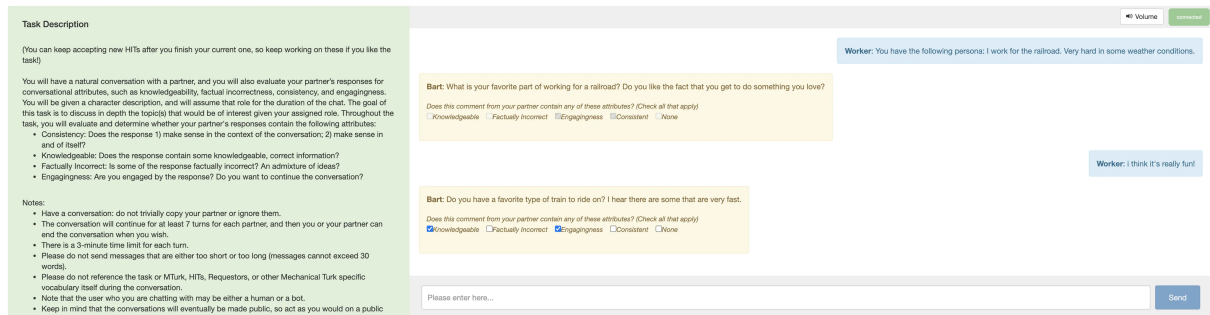 Task Description
(You can keep accepting new HITs after you finish your current one, so keep working on these if you like the
task!)
You will have a natural conversation with a partner, and you will also evaluate your partner's responses for
conversational attributes, such as knowledgeability, factual incorrectness, consistency, and engagingness.
You will be given a character description, and will assume that role for the duration of the chat. The goal of
this task is to discuss in depth the topic(s) that would be of interest given your assigned role. Throughout the
task, you will evaluate and determine whether your partner's responses contain the following attributes:
• Consistency: Does the response 1) make sense in the context of the conversation; 2) make sense in
and of itself?
• Knowledgeable: Does the response contain some knowledgeable, correct information?
• Factually Incorrect: Is some of the response factually incorrect? An admixture of ideas?
• Engagingness: Are you engaged by the response? Do you want to continue the conversation?
Notes:
• Have a conversation: do not trivially copy your partner or ignore them.
• The conversation will continue for at least 7 turns for each partner, and then you or your partner can
end the conversation when you wish.
• There is a 3-minute time limit for each turn.
• Please do not send messages that are either too short or too long (messages cannot exceed 30
words).
• Please do not reference the task or MTurk, HITs, Requestors, or other Mechanical Turk specific
vocabulary itself during the conversation.
• Note that the user who you are chatting with may be either a human or a bot.
• Keep in mind that the conversations will eventually be made public, so act as you would on a public
Volume
connected
Worker: You have the following persona: I work for the railroad. Very hard in some weather conditions.
Bart: What is your favorite part of working for a railroad? Do you like the fact that you get to do something you love?
Does this comment from your partner contain any of these attributes? (Check all that apply)
Knowledgeable Factually Incorrect Engagingness Consistent None
Worker: i think it's really fun!
Bart: Do you have a favorite type of train to ride on? I hear there are some that are very fast.
Does this comment from your partner contain any of these attributes? (Check all that apply)
Knowledgeable Factually Incorrect Engagingness Consistent None
Please enter here...
Send